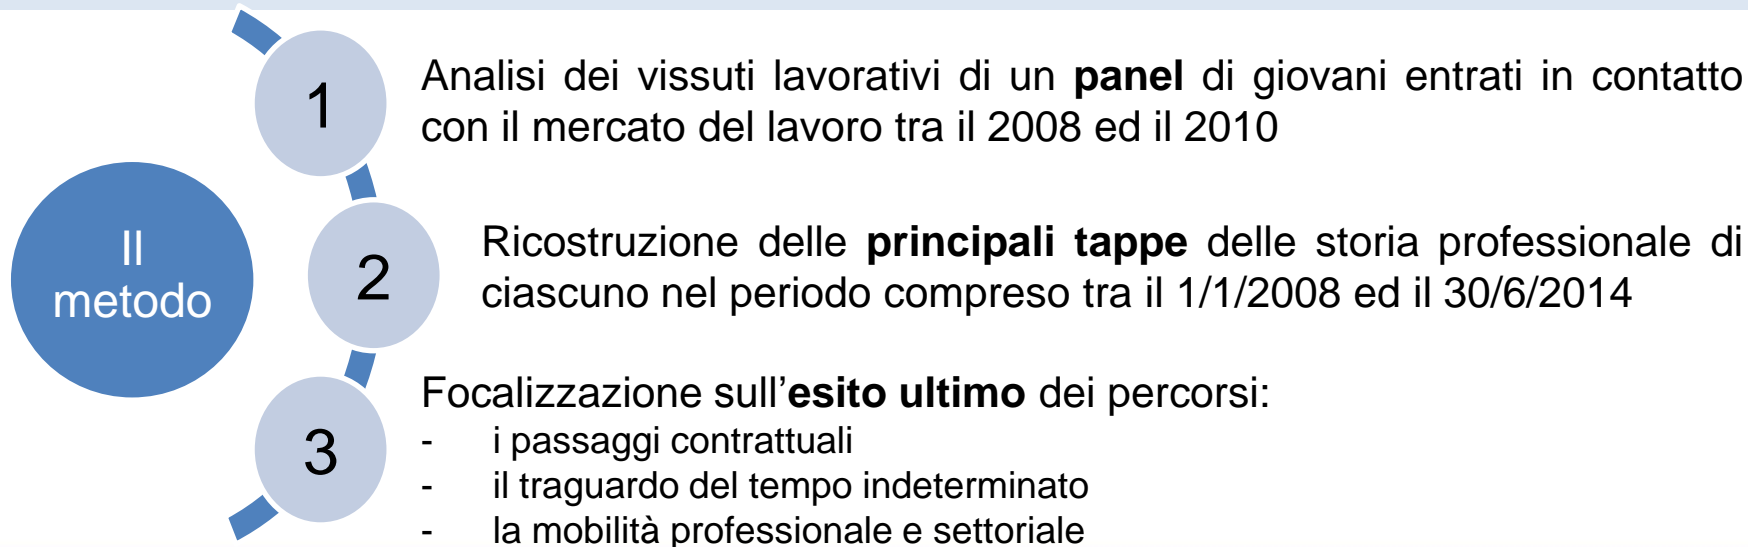 Il
metodo
1
Analisi dei vissuti lavorativi di un panel di giovani entrati in contatto
con il mercato del lavoro tra il 2008 ed il 2010
2
Ricostruzione delle principali tappe delle storia professionale di
ciascuno nel periodo compreso tra il 1/1/2008 ed il 30/6/2014
3
Focalizzazione sull’esito ultimo dei percorsi:
- i passaggi contrattuali
- il traguardo del tempo indeterminato
- la mobilità professionale e settoriale